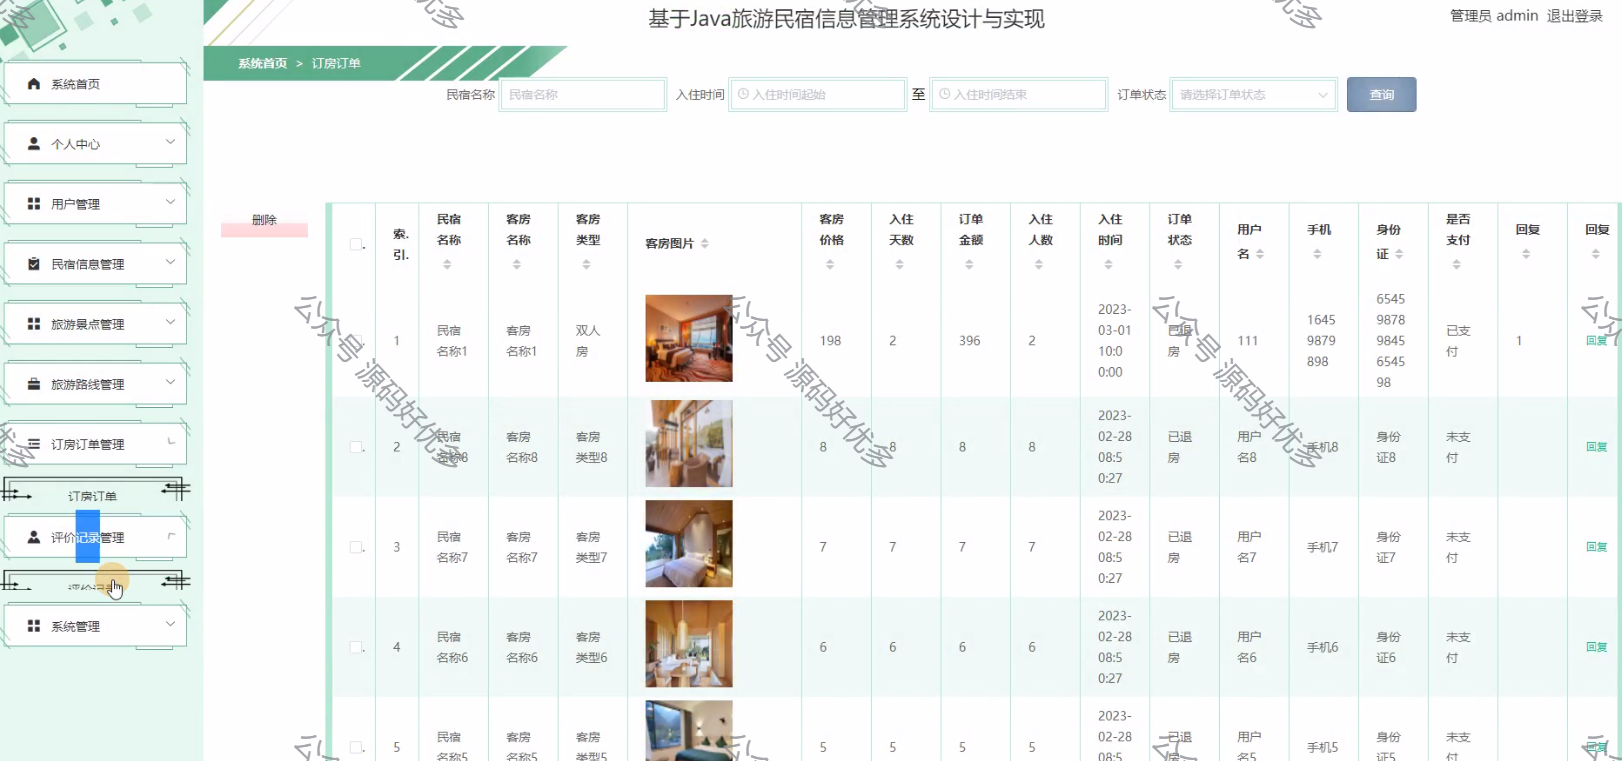 基于Java旅游民宿信息管理系统设计与实现
管理员 admin 退出登录
系统首页 > 订房订单
民宿名称 民宿名称 入住时间 入住时间起始 至 入住时间结束 订单状态 请选择订单状态 查询
系统首页
个人中心
用户管理
民宿信息管理
旅游景点管理
旅游路线管理
订房订单管理
订房订单
评价记录管理
评价记录
系统管理
删除
索引. 民宿名称 客房名称 客房类型 客房图片 客房价格 入住天数 订单金额 入住人数 入住时间 订单状态 用户名 手机 身份证 是否支付 回复 回复
1 民宿名称1 客房名称1 双人房 198 2 396 2 2023-03-01 10:00:00 已退房 111 16459879898 654598789845654598 已支付 1 回复
2 民宿名称8 客房名称8 客房类型8 8 8 8 8 2023-02-28 08:50:27 已退房 用户名8 手机8 身份证8 未支付 回复
3 民宿名称7 客房名称7 客房类型7 7 7 7 7 2023-02-28 08:50:27 已退房 用户名7 手机7 身份证7 未支付 回复
4 民宿名称6 客房名称6 客房类型6 6 6 6 6 2023-02-28 08:50:27 已退房 用户名6 手机6 身份证6 未支付 回复
5 民宿名称5 客房名称5 客房类型5 5 5 5 5 2023-02-28 08:5 已退房 用户名5 手机5 身份证5 未支付 回复
公众号 源码好优多
公众号 源码好优多
公众号 源码好优多